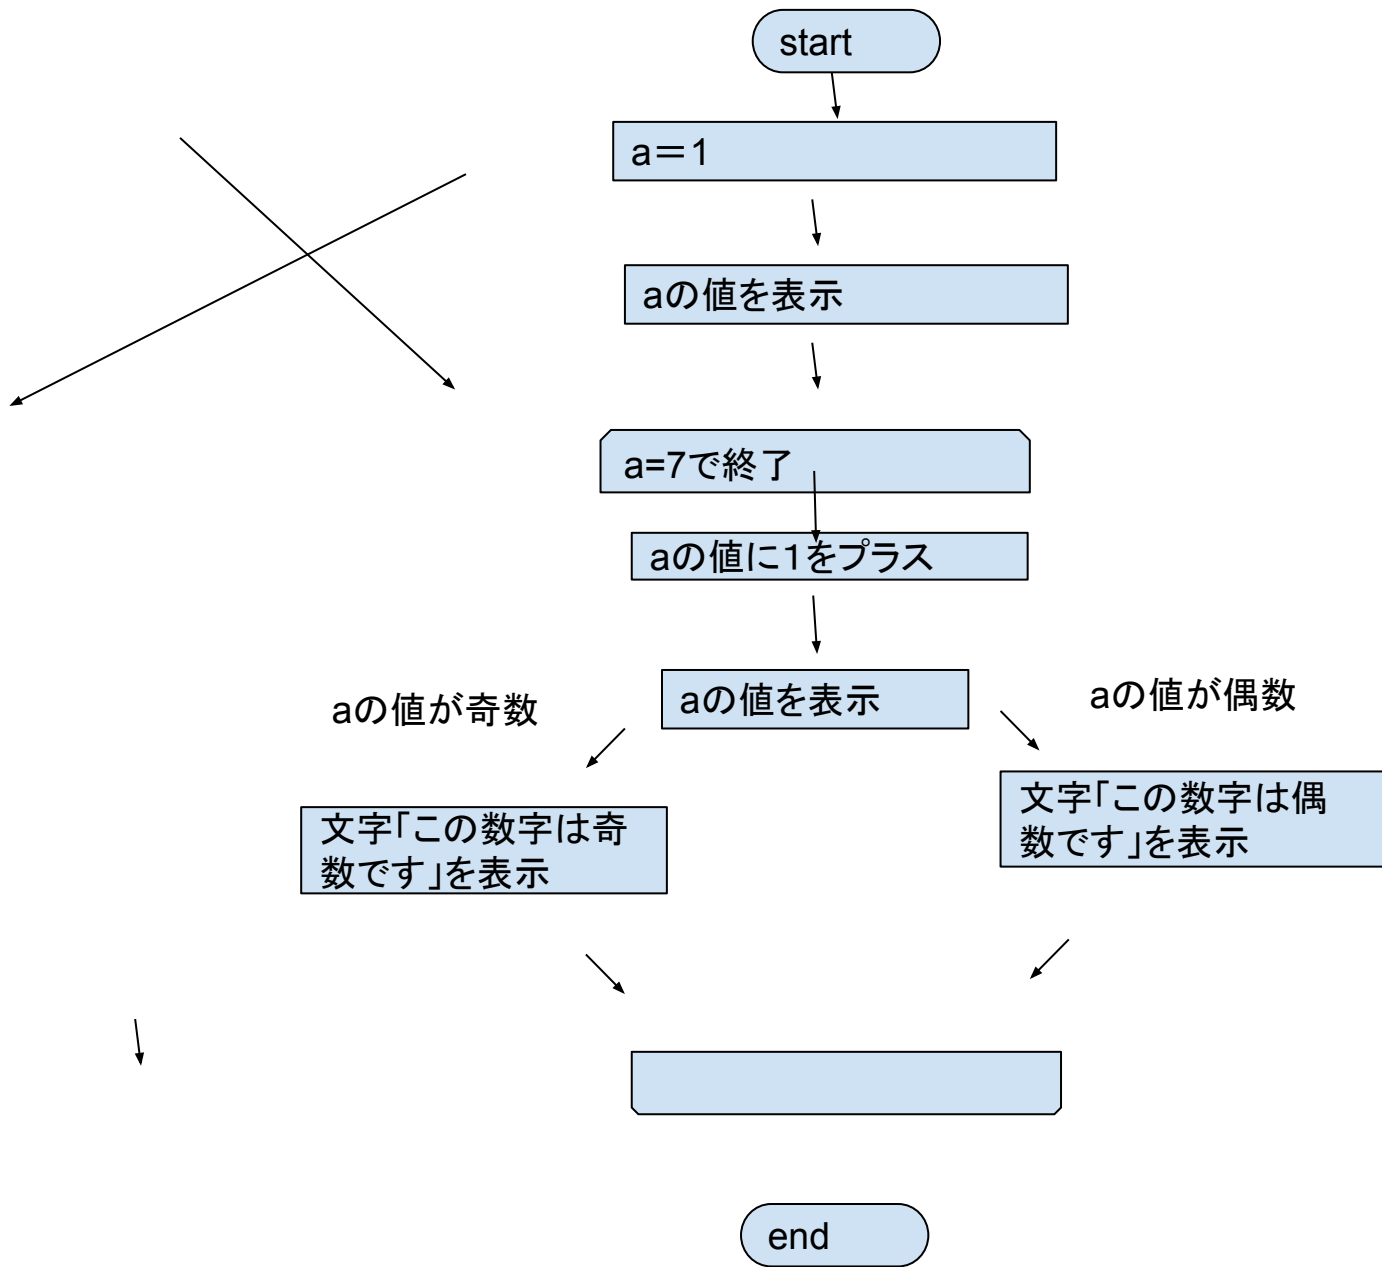 start
a＝1
aの値を表示
a=7で終了
aの値に1をプラス
aの値を表示
aの値が奇数
aの値が偶数
文字「この数字は奇
数です」を表示
文字「この数字は偶
数です」を表示
end